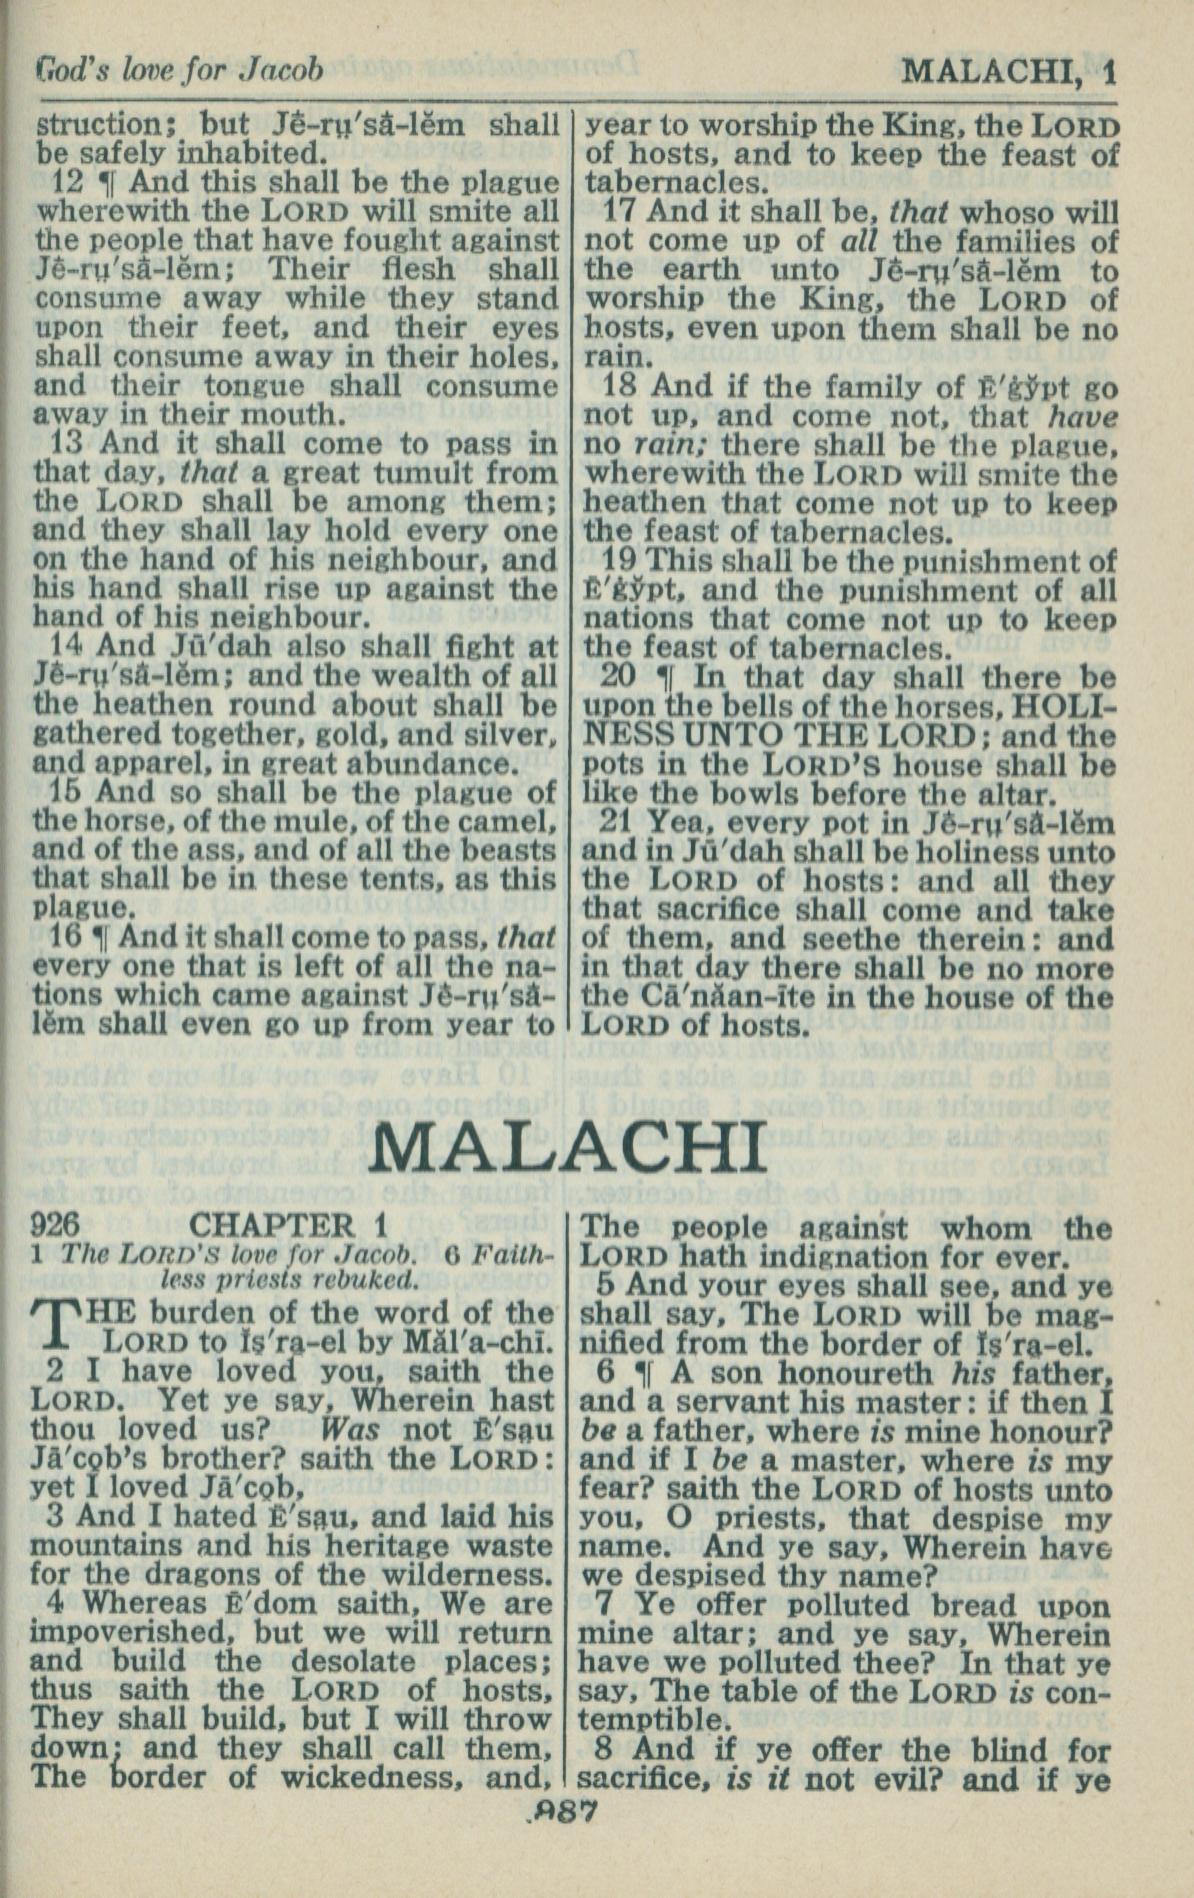 God's love for Jacob
MALACHI, 1
struction; but Jê-rṳ'sȧ-lĕm shall
be safely inhabited.
12 ¶ And this shall be the plague
wherewith the LORD will smite all
the people that have fought against
Jê-rṳ'sȧ-lĕm; Their flesh shall
consume away while they stand
upon their feet, and their eyes
shall consume away in their holes,
and their tongue shall consume
away in their mouth.
13 And it shall come to pass in
that day, that a great tumult from
the LORD shall be among them;
and they shall lay hold every one
on the hand of his neighbour, and
his hand shall rise up against the
hand of his neighbour.
14 And Jū'dah also shall fight at
Jê-rṳ'sȧ-lĕm; and the wealth of all
the heathen round about shall be
gathered together, gold, and silver,
and apparel, in great abundance.
15 And so shall be the plague of
the horse, of the mule, of the camel,
and of the ass, and of all the beasts
that shall be in these tents, as this
plague.
16 ¶ And it shall come to pass, that
every one that is left of all the na-
tions which came against Jê-rṳ'sȧ-
lĕm shall even go up from year to
year to worship the King, the LORD
of hosts, and to keep the feast of
tabernacles.
17 And it shall be, that whoso will
not come up of all the families of
the earth unto Jê-rṳ'sȧ-lĕm to
worship the King, the LORD of
hosts, even upon them shall be no
rain.
18 And if the family of Ē'ġy̆pt go
not up, and come not, that have
no rain; there shall be the plague,
wherewith the LORD will smite the
heathen that come not up to keep
the feast of tabernacles.
19 This shall be the punishment of
Ē'ġy̆pt, and the punishment of all
nations that come not up to keep
the feast of tabernacles.
20 ¶ In that day shall there be
upon the bells of the horses, HOLI-
NESS UNTO THE LORD; and the
pots in the LORD'S house shall be
like the bowls before the altar.
21 Yea, every pot in Jê-rṳ'sȧ-lĕm
and in Jū'dah shall be holiness unto
the LORD of hosts: and all they
that sacrifice shall come and take
of them, and seethe therein: and
in that day there shall be no more
the Cā'năan-īte in the house of the
LORD of hosts.
MALACHI
926 CHAPTER 1
1 The LORD'S love for Jacob. 6 Faith-
less priests rebuked.
THE burden of the word of the
LORD to Ĭṣ'rạ-el by Măl'a-chī.
2 I have loved you, saith the
LORD. Yet ye say, Wherein hast
thou loved us? Was not Ē'sạu
Jā'cọb's brother? saith the LORD:
yet I loved Jā'cọb,
3 And I hated Ē'sạu, and laid his
mountains and his heritage waste
for the dragons of the wilderness.
4 Whereas Ē'dom saith, We are
impoverished, but we will return
and build the desolate places;
thus saith the LORD of hosts,
They shall build, but I will throw
down; and they shall call them,
The border of wickedness, and,
The people against whom the
LORD hath indignation for ever.
5 And your eyes shall see, and ye
shall say, The LORD will be mag-
nified from the border of Ĭṣ'rạ-el.
6 ¶ A son honoureth his father,
and a servant his master: if then I
be a father, where is mine honour?
and if I be a master, where is my
fear? saith the LORD of hosts unto
you, O priests, that despise my
name. And ye say, Wherein have
we despised thy name?
7 Ye offer polluted bread upon
mine altar; and ye say, Wherein
have we polluted thee? In that ye
say, The table of the LORD is con-
temptible.
8 And if ye offer the blind for
sacrifice, is it not evil? and if ye
987